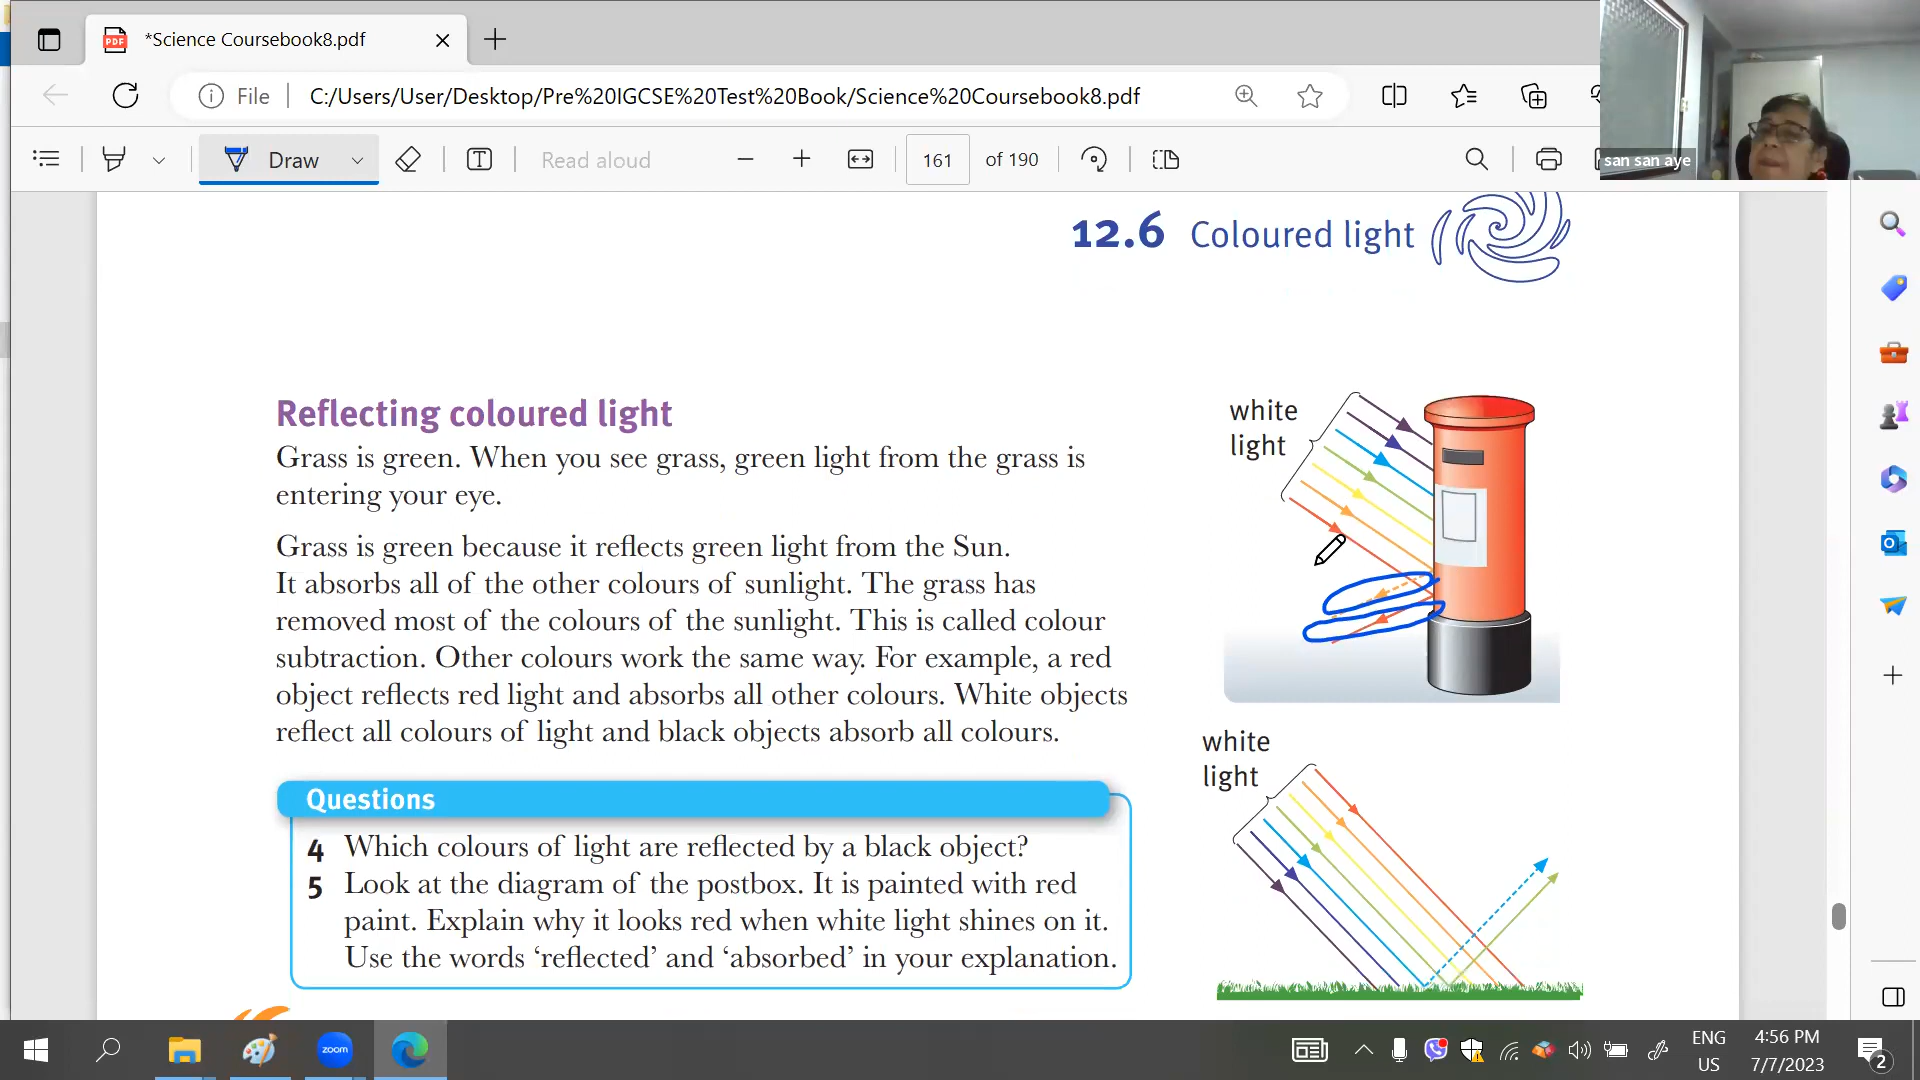 *Science Coursebook8.pdf
File
C:/Users/User/Desktop/Pre%20IGCSE%20Test%20Book/Science%20Coursebook8.pdf
san san aye
Draw
Read aloud
161
of 190
12.6 Coloured light
Reflecting coloured light
Grass is green. When you see grass, green light from the grass is
entering your eye.
Grass is green because it reflects green light from the Sun.
It absorbs all of the other colours of sunlight. The grass has
removed most of the colours of the sunlight. This is called colour
subtraction. Other colours work the same way. For example, a red
object reflects red light and absorbs all other colours. White objects
reflect all colours of light and black objects absorb all colours.
white
light
white
light
Questions
4 Which colours of light are reflected by a black object?
5 Look at the diagram of the postbox. It is painted with red
paint. Explain why it looks red when white light shines on it.
Use the words ‘reflected’ and ‘absorbed’ in your explanation.
zoom
ENG
US
4:56 PM
7/7/2023
2